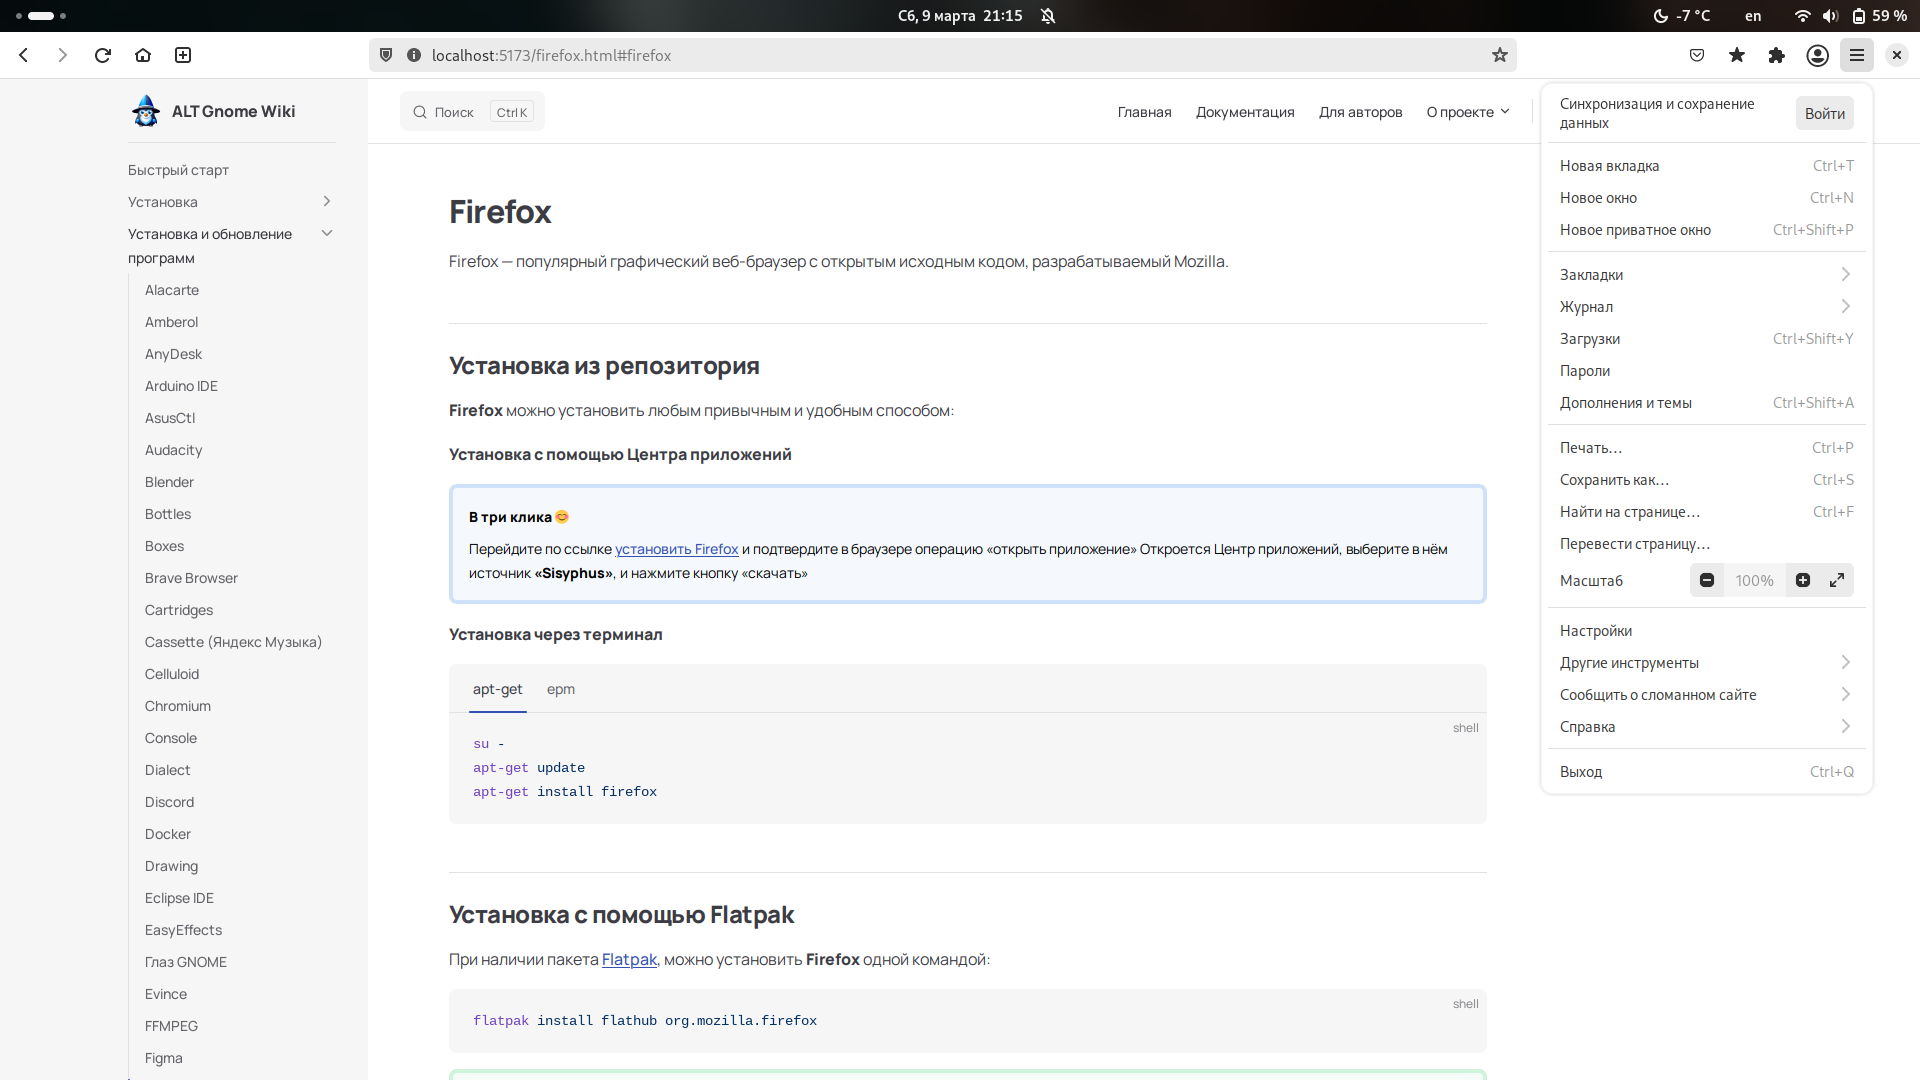 Сб, 9 марта 21:15
-7 °C
en
59 %
localhost:5173/firefox.html#firefox
ALT Gnome Wiki
Поиск Ctrl K
Главная
Документация
Для авторов
О проекте
Быстрый старт
Установка
Установка и обновление
программ
Alacarte
Amberol
AnyDesk
Arduino IDE
AsusCtl
Audacity
Blender
Bottles
Boxes
Brave Browser
Cartridges
Cassette (Яндекс Музыка)
Celluloid
Chromium
Console
Dialect
Discord
Docker
Drawing
Eclipse IDE
EasyEffects
Глаз GNOME
Evince
FFMPEG
Figma
Firefox
Firefox — популярный графический веб-браузер с открытым исходным кодом, разрабатываемый Mozilla.
Установка из репозитория
Firefox можно установить любым привычным и удобным способом:
Установка с помощью Центра приложений
В три клика😊
Перейдите по ссылке установить Firefox и подтвердите в браузере операцию «открыть приложение» Откроется Центр приложений, выберите в нём
источник «Sisyphus», и нажмите кнопку «скачать»
Установка через терминал
apt-get epm
shell
su -
apt-get update
apt-get install firefox
Установка с помощью Flatpak
При наличии пакета Flatpak, можно установить Firefox одной командой:
shell
flatpak install flathub org.mozilla.firefox
Синхронизация и сохранение
данных
Войти
Новая вкладка Ctrl+T
Новое окно Ctrl+N
Новое приватное окно Ctrl+Shift+P
Закладки
Журнал
Загрузки Ctrl+Shift+Y
Пароли
Дополнения и темы Ctrl+Shift+A
Печать… Ctrl+P
Сохранить как… Ctrl+S
Найти на странице… Ctrl+F
Перевести страницу…
Масштаб 100%
Настройки
Другие инструменты
Сообщить о сломанном сайте
Справка
Выход Ctrl+Q